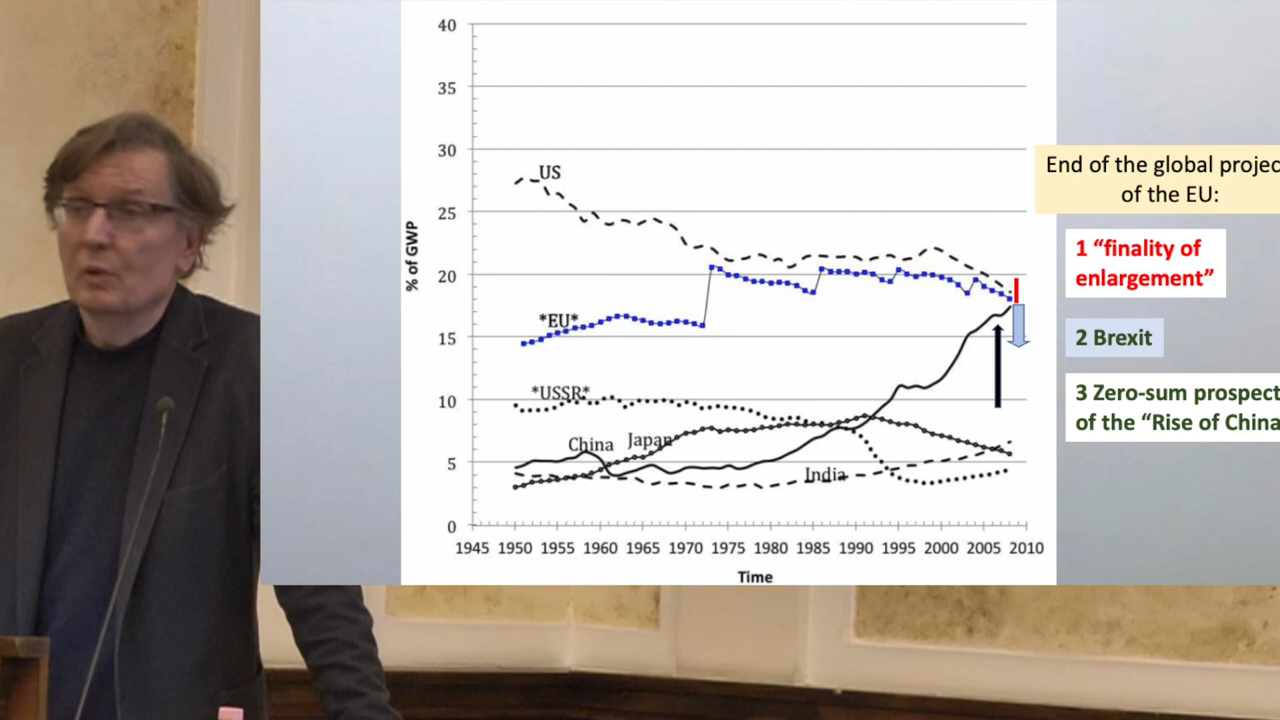 40
35
30
25
20
15
10
5
0
% of GWP
US
*EU*
*USSR*
China
Japan
India
1945 1950 1955 1960 1965 1970 1975 1980 1985 1990 1995 2000 2005 2010
Time
End of the global projec
of the EU:
1 “finality of
enlargement”
2 Brexit
3 Zero-sum prospect
of the “Rise of China